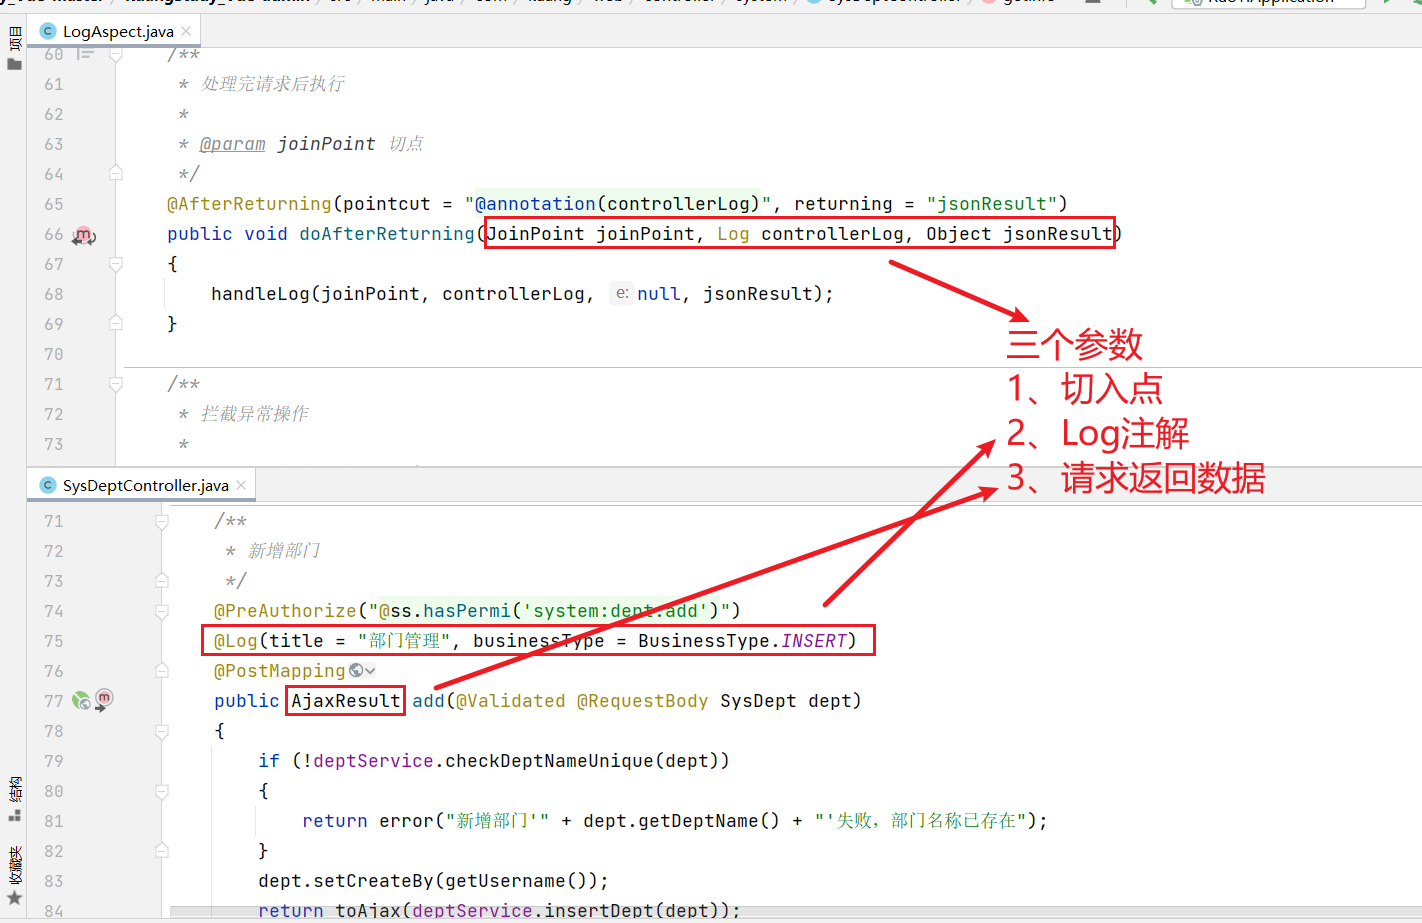 LogAspect.java
项目
60 /**
61 * 处理完请求后执行
62 *
63 * @param joinPoint 切点
64 */
65 @AfterReturning(pointcut = "@annotation(controllerLog)", returning = "jsonResult")
66 public void doAfterReturning(JoinPoint joinPoint, Log controllerLog, Object jsonResult)
67 {
68 handleLog(joinPoint, controllerLog, e: null, jsonResult);
69 }
70
71 /**
72 * 拦截异常操作
73 *
三个参数
1、切入点
2、Log注解
3、请求返回数据
SysDeptController.java
71 /**
72 * 新增部门
73 */
74 @PreAuthorize("@ss.hasPermi('system:dept:add')")
75 @Log(title = "部门管理", businessType = BusinessType.INSERT)
76 @PostMapping
77 public AjaxResult add(@Validated @RequestBody SysDept dept)
78 {
79 if (!deptService.checkDeptNameUnique(dept))
80 {
81 return error("新增部门'" + dept.getDeptName() + "'失败，部门名称已存在");
82 }
83 dept.setCreateBy(getUsername());
84 return toAjax(deptService.insertDept(dept));
结构
收藏夹